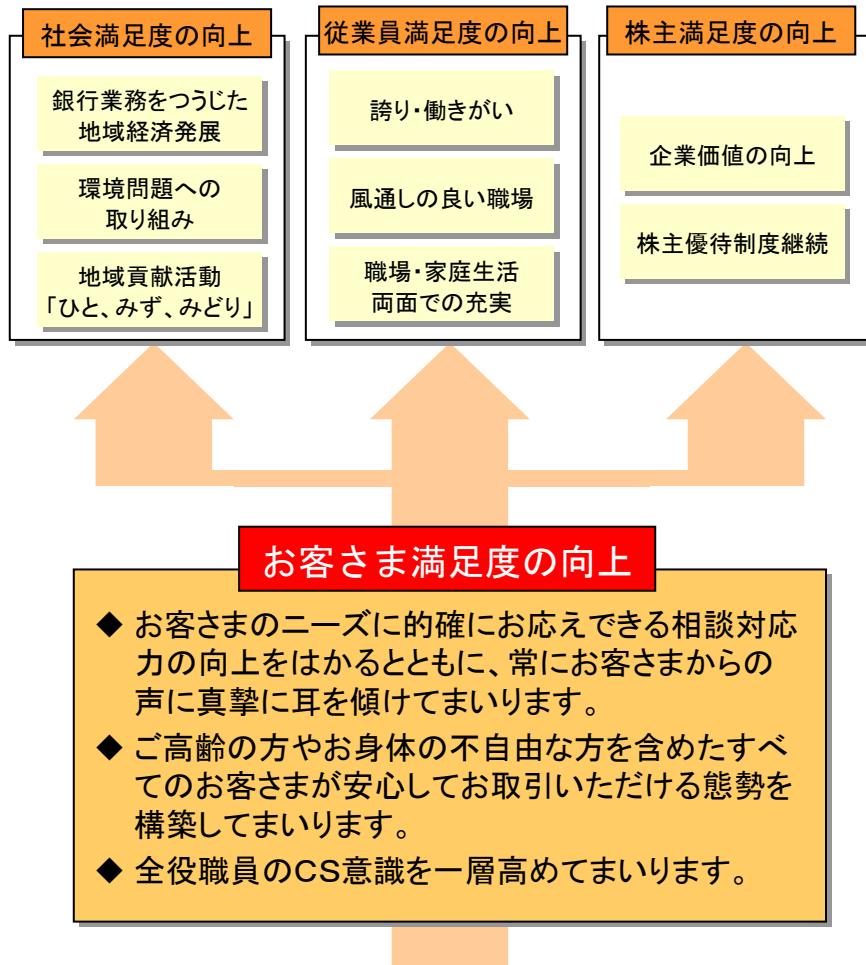 社会満足度の向上
銀行業務をつうじた
地域経済発展
環境問題への
取り組み
地域貢献活動
「ひと、みず、みどり」
従業員満足度の向上
誇り・働きがい
風通しの良い職場
職場・家庭生活
両面での充実
株主満足度の向上
企業価値の向上
株主優待制度継続
お客さま満足度の向上
◆ お客さまのニーズに的確にお応えできる相談対応
力の向上をはかるとともに、常にお客さまからの
声に真摯に耳を傾けてまいります。
◆ ご高齢の方やお身体の不自由な方を含めたすべ
てのお客さまが安心してお取引いただける態勢を
構築してまいります。
◆ 全役職員のCS意識を一層高めてまいります。